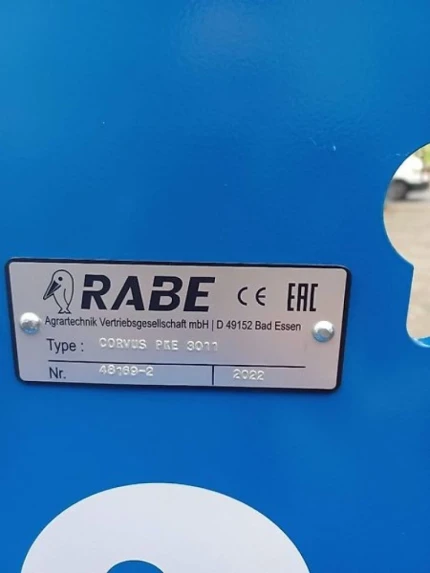 RABE CE EAC
Agrartechnik Vertriebsgesellschaft mbH | D 49152 Bad Essen
Type : CORVUS PKE 3011
Nr. 48169-2 2022